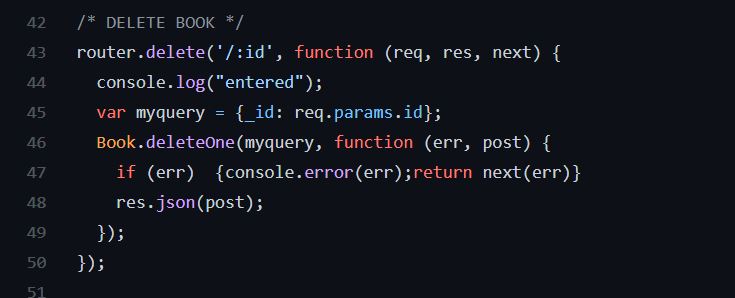 42 /* DELETE BOOK */
43 router.delete('/:id', function (req, res, next) {
44   console.log("entered");
45   var myquery = {_id: req.params.id};
46   Book.deleteOne(myquery, function (err, post) {
47     if (err)  {console.error(err);return next(err)}
48     res.json(post);
49   });
50 });
51